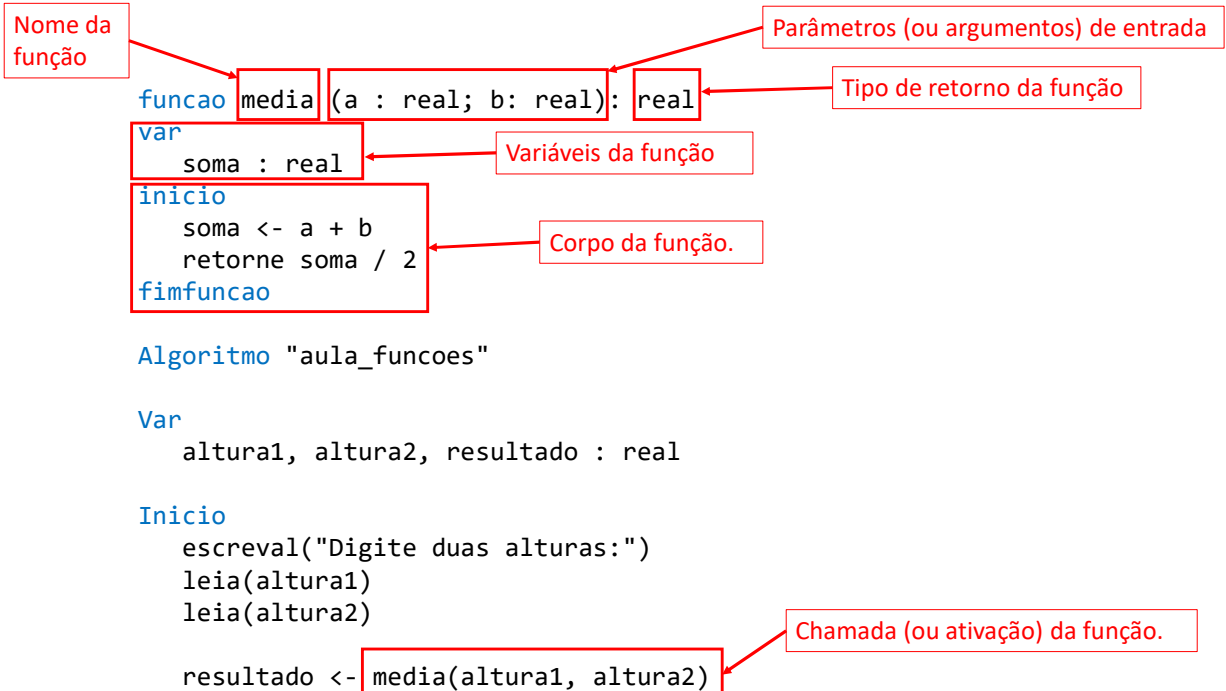 Nome da
função
Parâmetros (ou argumentos) de entrada
Tipo de retorno da função
funcao media (a : real; b: real): real
var
soma : real
Variáveis da função
inicio
soma <- a + b
retorne soma / 2
fimfuncao
Corpo da função.
Algoritmo "aula_funcoes"
Var
altura1, altura2, resultado : real
Inicio
escreval("Digite duas alturas:")
leia(altura1)
leia(altura2)
Chamada (ou ativação) da função.
resultado <- media(altura1, altura2)